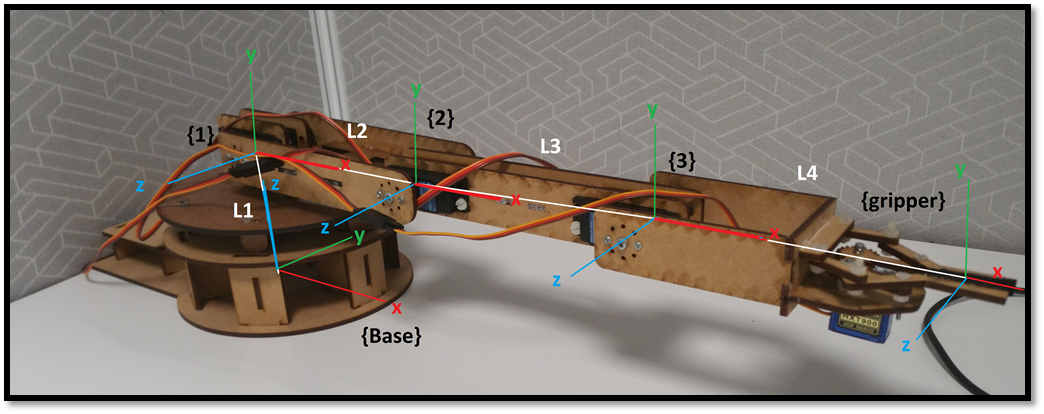 y
{1}
L2
y
{2}
L3
y
{3}
L4
y
{gripper}
z
x
z
L1
z
x
x
x
y
z
z
x
{Base}
z